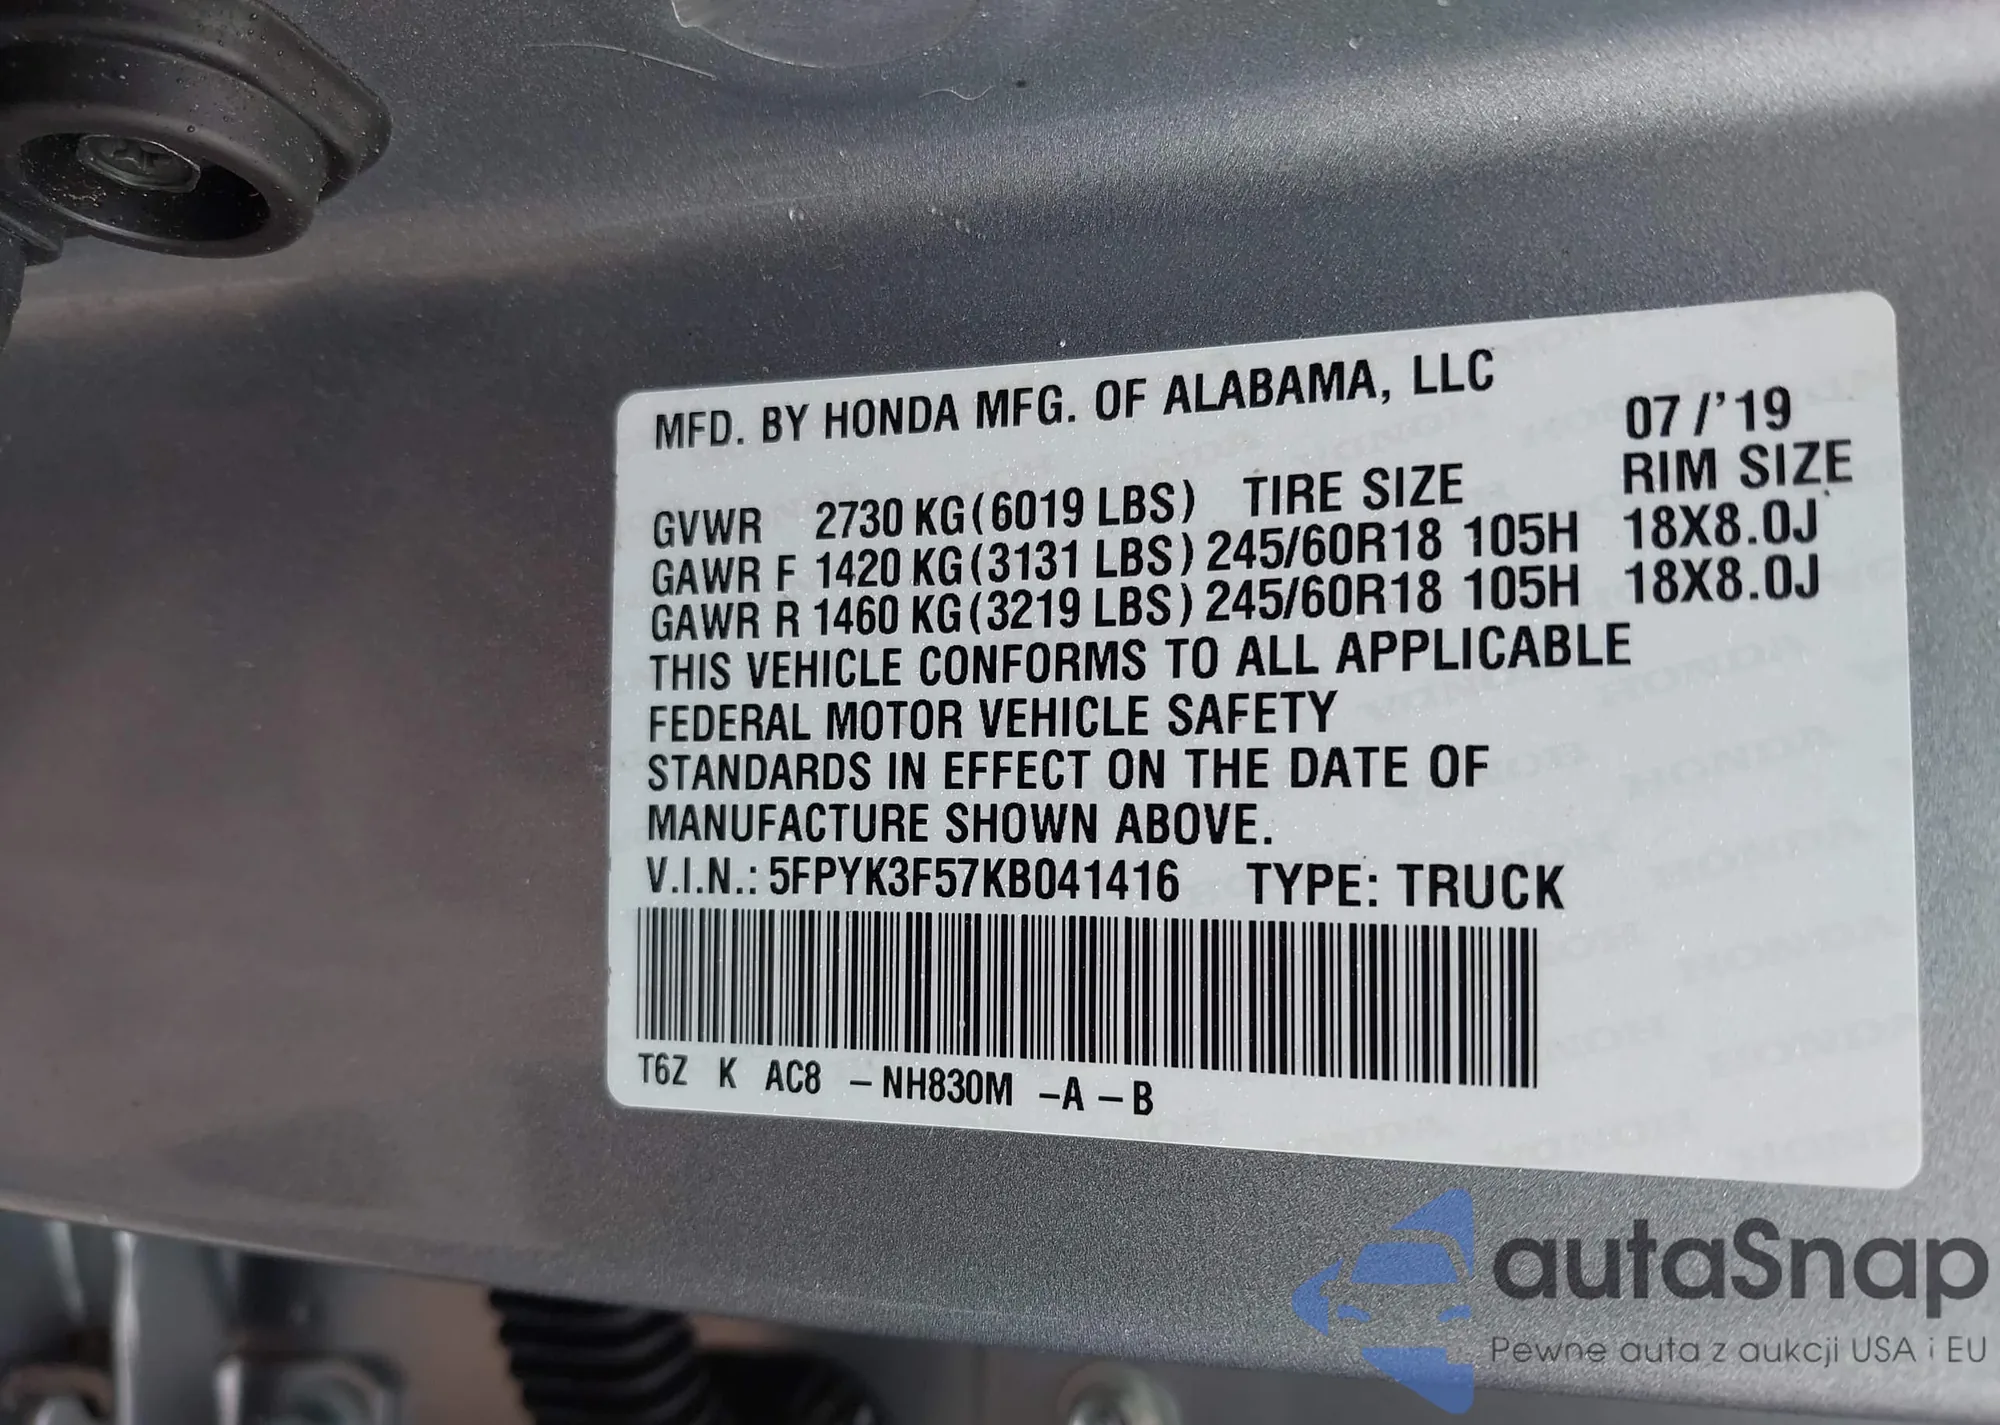 MFD. BY HONDA MFG. OF ALABAMA, LLC
07/'19
GVWR 2730 KG(6019 LBS) TIRE SIZE RIM SIZE
GAWR F 1420 KG(3131 LBS) 245/60R18 105H 18X8.0J
GAWR R 1460 KG(3219 LBS) 245/60R18 105H 18X8.0J
THIS VEHICLE CONFORMS TO ALL APPLICABLE
FEDERAL MOTOR VEHICLE SAFETY
STANDARDS IN EFFECT ON THE DATE OF
MANUFACTURE SHOWN ABOVE.
V.I.N.: 5FPYK3F57KB041416 TYPE: TRUCK
T6Z K AC8 –NH830M –A–B
autaSnap
Pewne auta z aukcji USA i EU